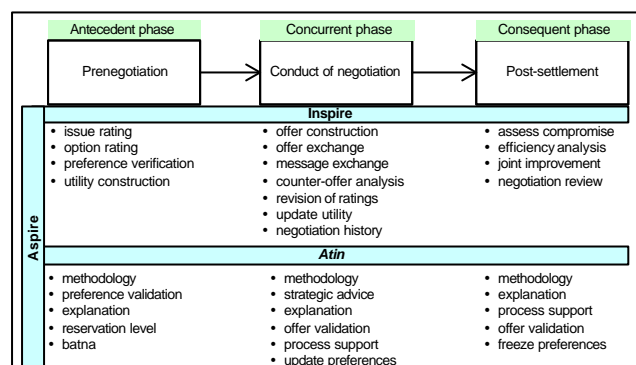 Antecedent phase
Concurrent phase
Consequent phase
Prenegotiation
Conduct of negotiation
Post-settlement
Aspire
Inspire
• issue rating
• option rating
• preference verification
• utility construction
• offer construction
• offer exchange
• message exchange
• counter-offer analysis
• revision of ratings
• update utility
• negotiation history
• assess compromise
• efficiency analysis
• joint improvement
• negotiation review
Atin
• methodology
• preference validation
• explanation
• reservation level
• batna
• methodology
• strategic advice
• explanation
• offer validation
• process support
• update preferences
• methodology
• explanation
• process support
• offer validation
• freeze preferences